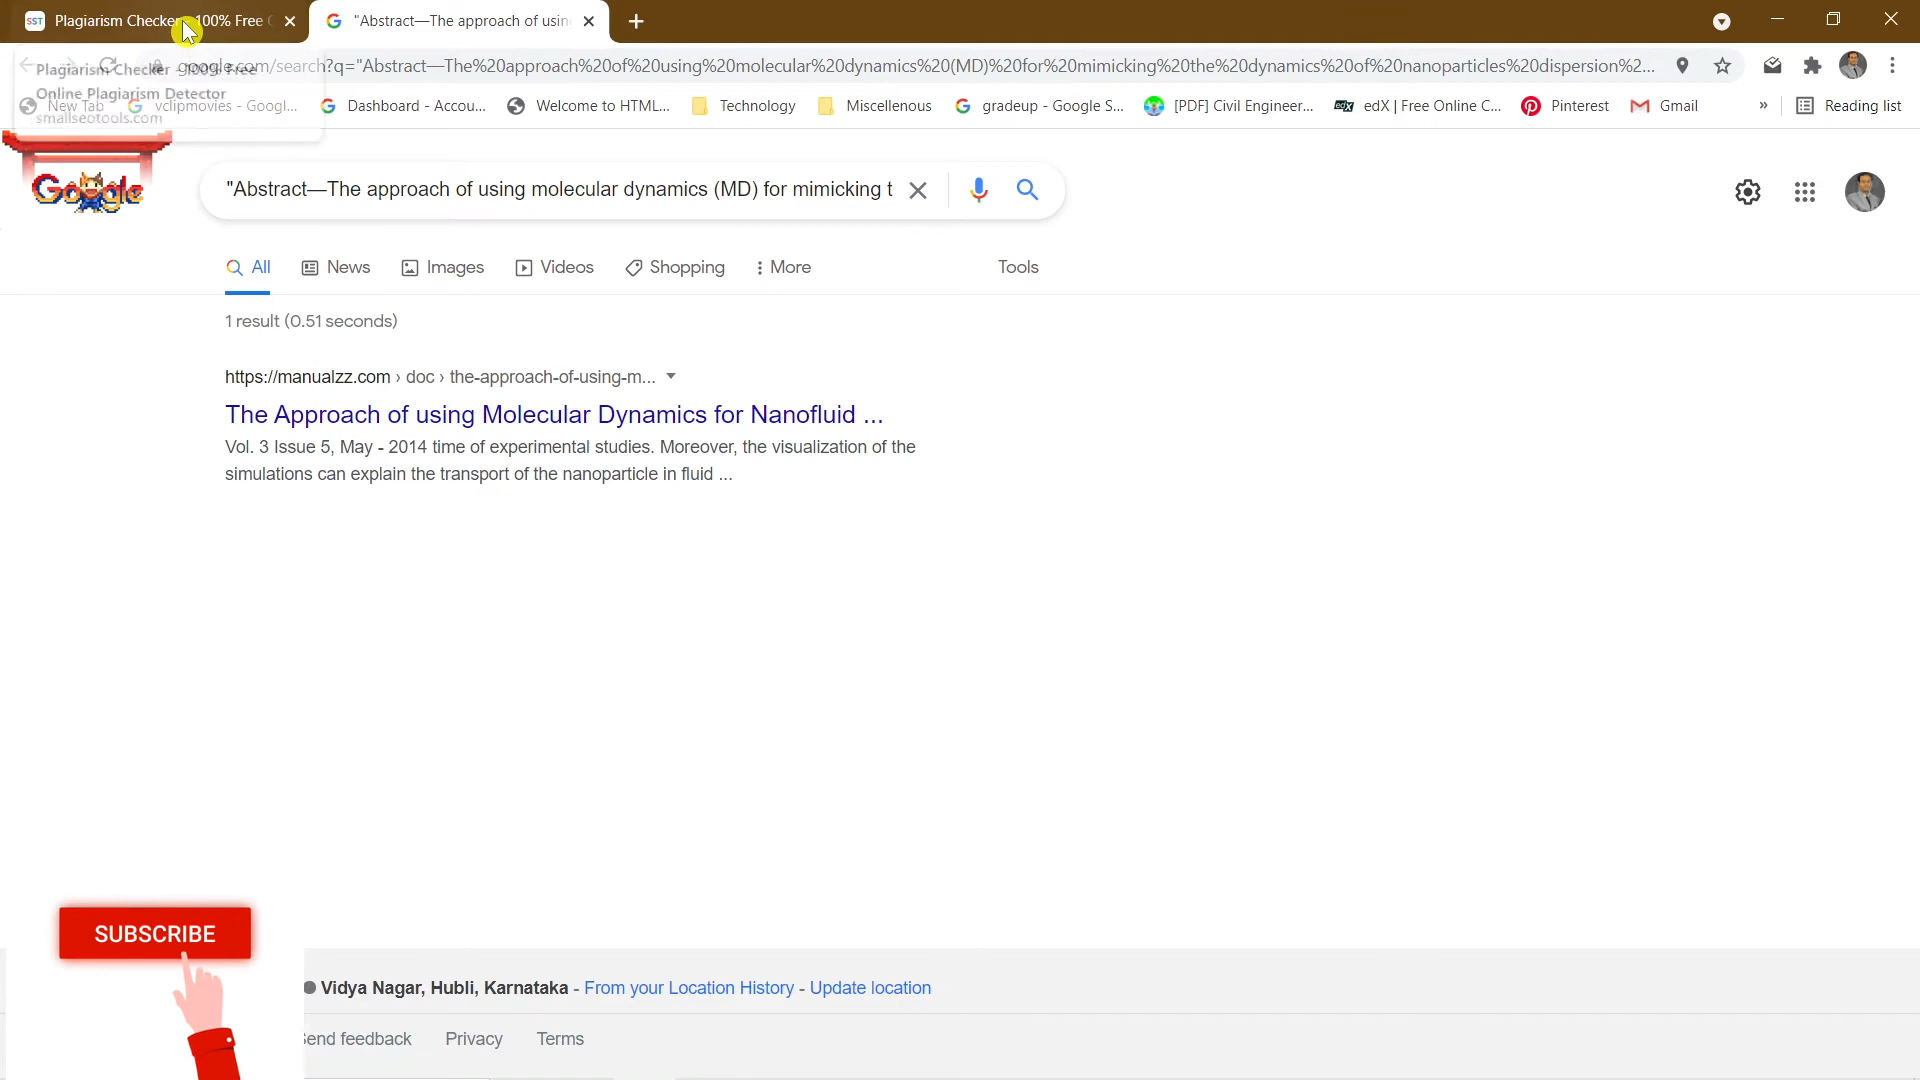 SST Plagiarism Checker - 100% Free
"Abstract—The approach of usin
google.com/search?q="Abstract—The%20approach%20of%20using%20molecular%20dynamics%20(MD)%20for%20mimicking%20the%20dynamics%20of%20nanoparticles%20dispersion%2...
Plagiarism Checker - 100% Free
Online Plagiarism Detector
smallseotools.com
New Tab
vclipmovies - Googl...
Dashboard - Accou...
Welcome to HTML...
Technology
Miscellenous
gradeup - Google S...
[PDF] Civil Engineer...
edX edX | Free Online C...
Pinterest
Gmail
»
Reading list
Google
"Abstract—The approach of using molecular dynamics (MD) for mimicking t
All
News
Images
Videos
Shopping
More
Tools
1 result (0.51 seconds)
https://manualzz.com › doc › the-approach-of-using-m...
The Approach of using Molecular Dynamics for Nanofluid ...
Vol. 3 Issue 5, May - 2014 time of experimental studies. Moreover, the visualization of the
simulations can explain the transport of the nanoparticle in fluid ...
SUBSCRIBE
Vidya Nagar, Hubli, Karnataka - From your Location History - Update location
end feedback
Privacy
Terms